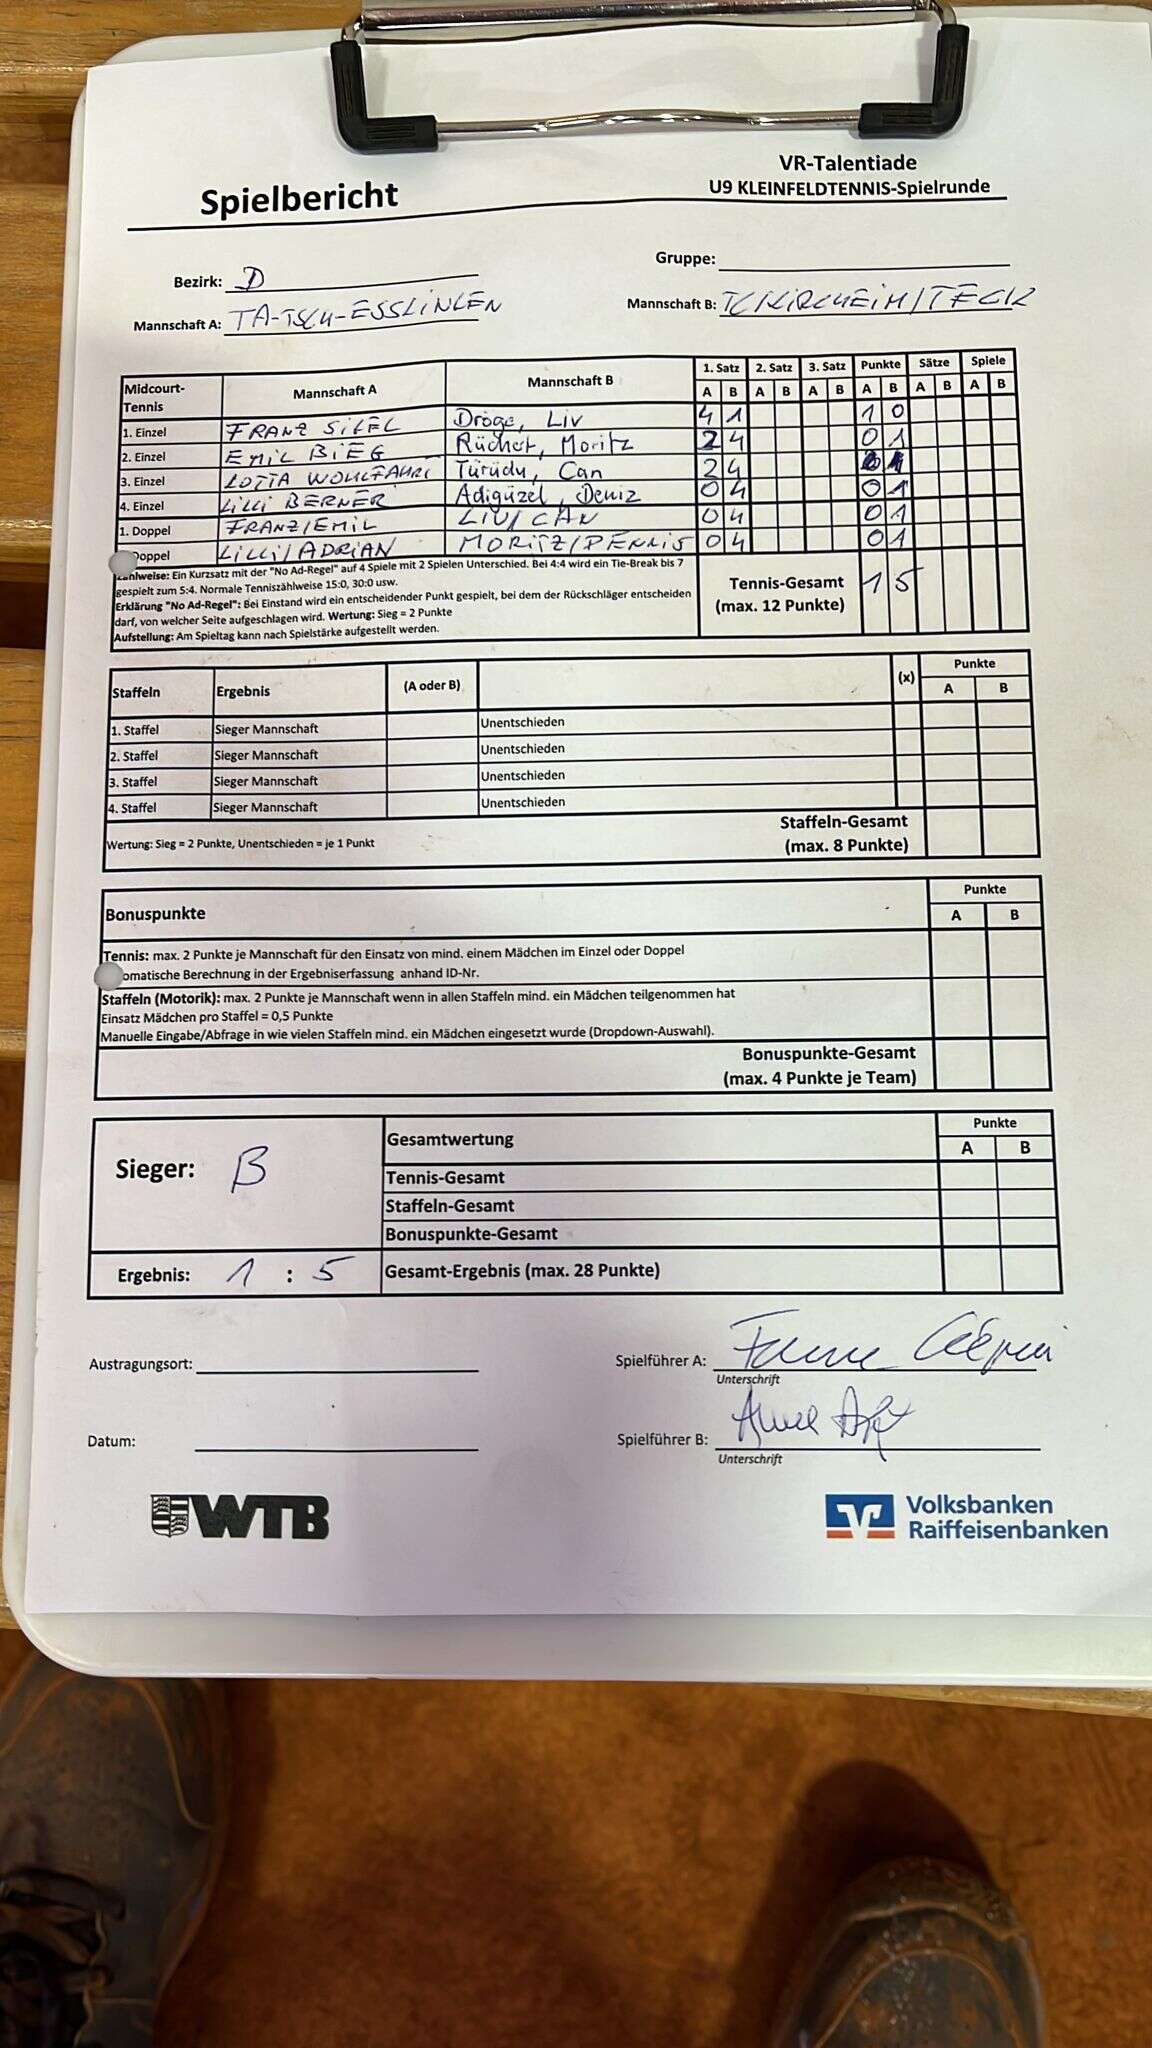 VR-Talentiade
Spielbericht
U9 KLEINFELDTENNIS-Spielrunde
Bezirk: D
Gruppe:
Mannschaft A: TA-TSCH-ESSLINGEN
Mannschaft B: TC KIRCHEIM/TECK
Midcourt-Tennis Mannschaft A Mannschaft B 1. Satz 2. Satz 3. Satz Punkte Sätze Spiele
A B A B A B A B A B A B
1. Einzel FRANZ Droge, Liv 4 1 1 0
2. Einzel EMIL BIEG Rüchert, Moritz 2 4 0 1
3. Einzel LOTTA WOHLFAHRT Türüdü, Can 2 4 0 1
4. Einzel LILLI BERNER Adigüzel, Deniz 0 4 0 1
1. Doppel FRANZ/EMIL LIV/CAN 0 4 0 1
Doppel LILLI/ADRIAN MORITZ/DENNIS 0 4 0 1
Zählweise: Ein Kurzsatz mit der "No Ad-Regel" auf 4 Spiele mit 2 Spielen Unterschied. Bei 4:4 wird ein Tie-Break bis 7
gespielt zum 5:4. Normale Tenniszählweise 15:0, 30:0 usw.
Erklärung "No Ad-Regel": Bei Einstand wird ein entscheidender Punkt gespielt, bei dem der Rückschläger entscheiden
darf, von welcher Seite aufgeschlagen wird. Wertung: Sieg = 2 Punkte
Aufstellung: Am Spieltag kann nach Spielstärke aufgestellt werden.
Tennis-Gesamt 1 5
(max. 12 Punkte)
Staffeln Ergebnis (A oder B) (x) Punkte
A B
1. Staffel Sieger Mannschaft Unentschieden
2. Staffel Sieger Mannschaft Unentschieden
3. Staffel Sieger Mannschaft Unentschieden
4. Staffel Sieger Mannschaft Unentschieden
Wertung: Sieg = 2 Punkte, Unentschieden = je 1 Punkt
Staffeln-Gesamt
(max. 8 Punkte)
Bonuspunkte Punkte
A B
Tennis: max. 2 Punkte je Mannschaft für den Einsatz von mind. einem Mädchen im Einzel oder Doppel
omatische Berechnung in der Ergebniserfassung anhand ID-Nr.
Staffeln (Motorik): max. 2 Punkte je Mannschaft wenn in allen Staffeln mind. ein Mädchen teilgenommen hat
Einsatz Mädchen pro Staffel = 0,5 Punkte
Manuelle Eingabe/Abfrage in wie vielen Staffeln mind. ein Mädchen eingesetzt wurde (Dropdown-Auswahl).
Bonuspunkte-Gesamt
(max. 4 Punkte je Team)
Sieger: B
Gesamtwertung Punkte
A B
Tennis-Gesamt
Staffeln-Gesamt
Bonuspunkte-Gesamt
Ergebnis: 1 : 5
Gesamt-Ergebnis (max. 28 Punkte)
Austragungsort:
Spielführer A:
Unterschrift
Datum:
Spielführer B:
Unterschrift
WTB
Volksbanken
Raiffeisenbanken